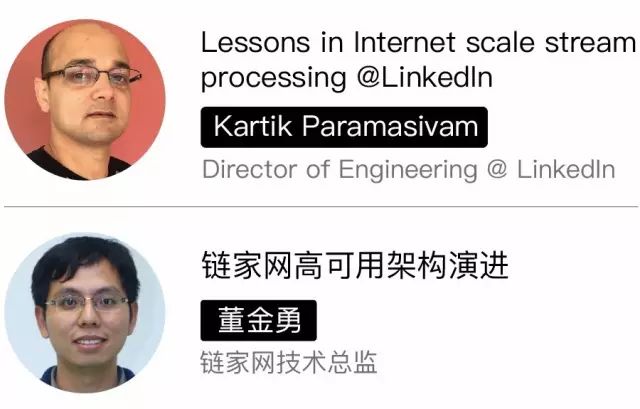 Lessons in Internet scale stream
processing @LinkedIn
Kartik Paramasivam
Director of Engineering @ LinkedIn
链家网高可用架构演进
董金勇
链家网技术总监